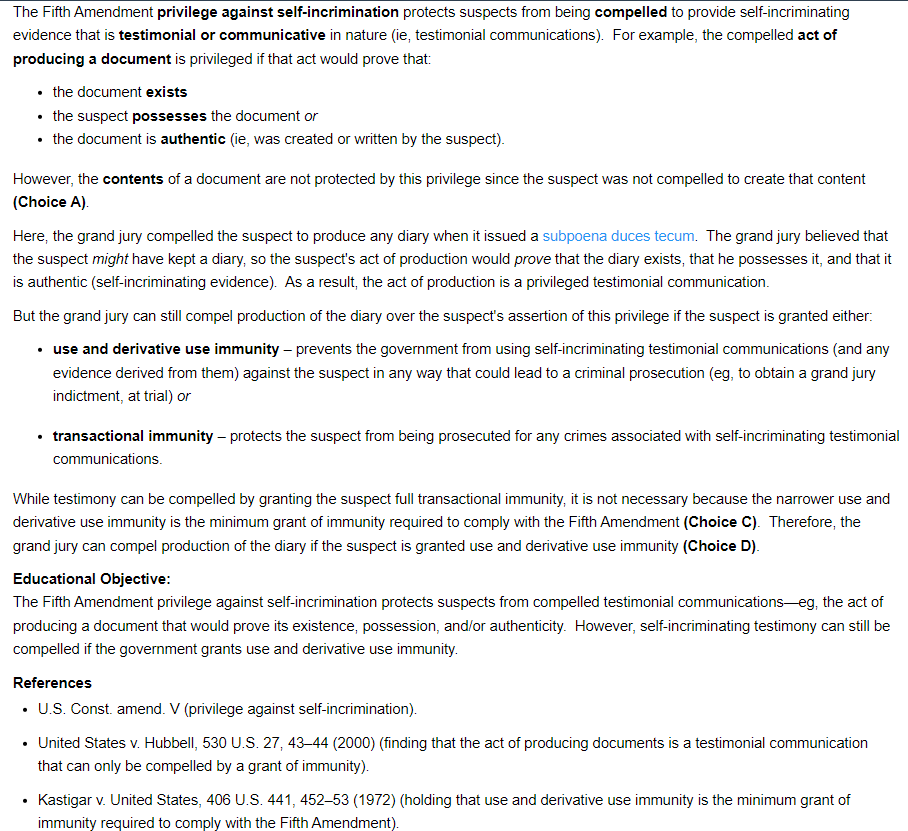 The Fifth Amendment privilege against self-incrimination protects suspects from being compelled to provide self-incriminating
evidence that is testimonial or communicative in nature (ie, testimonial communications).  For example, the compelled act of
producing a document is privileged if that act would prove that:
• the document exists
• the suspect possesses the document or
• the document is authentic (ie, was created or written by the suspect).
However, the contents of a document are not protected by this privilege since the suspect was not compelled to create that content
(Choice A).
Here, the grand jury compelled the suspect to produce any diary when it issued a subpoena duces tecum.  The grand jury believed that
the suspect might have kept a diary, so the suspect's act of production would prove that the diary exists, that he possesses it, and that it
is authentic (self-incriminating evidence).  As a result, the act of production is a privileged testimonial communication.
But the grand jury can still compel production of the diary over the suspect's assertion of this privilege if the suspect is granted either:
• use and derivative use immunity – prevents the government from using self-incriminating testimonial communications (and any
evidence derived from them) against the suspect in any way that could lead to a criminal prosecution (eg, to obtain a grand jury
indictment, at trial) or
• transactional immunity – protects the suspect from being prosecuted for any crimes associated with self-incriminating testimonial
communications.
While testimony can be compelled by granting the suspect full transactional immunity, it is not necessary because the narrower use and
derivative use immunity is the minimum grant of immunity required to comply with the Fifth Amendment (Choice C).  Therefore, the
grand jury can compel production of the diary if the suspect is granted use and derivative use immunity (Choice D).
Educational Objective:
The Fifth Amendment privilege against self-incrimination protects suspects from compelled testimonial communications—eg, the act of
producing a document that would prove its existence, possession, and/or authenticity.  However, self-incriminating testimony can still be
compelled if the government grants use and derivative use immunity.
References
• U.S. Const. amend. V (privilege against self-incrimination).
• United States v. Hubbell, 530 U.S. 27, 43–44 (2000) (finding that the act of producing documents is a testimonial communication
that can only be compelled by a grant of immunity).
• Kastigar v. United States, 406 U.S. 441, 452–53 (1972) (holding that use and derivative use immunity is the minimum grant of
immunity required to comply with the Fifth Amendment).